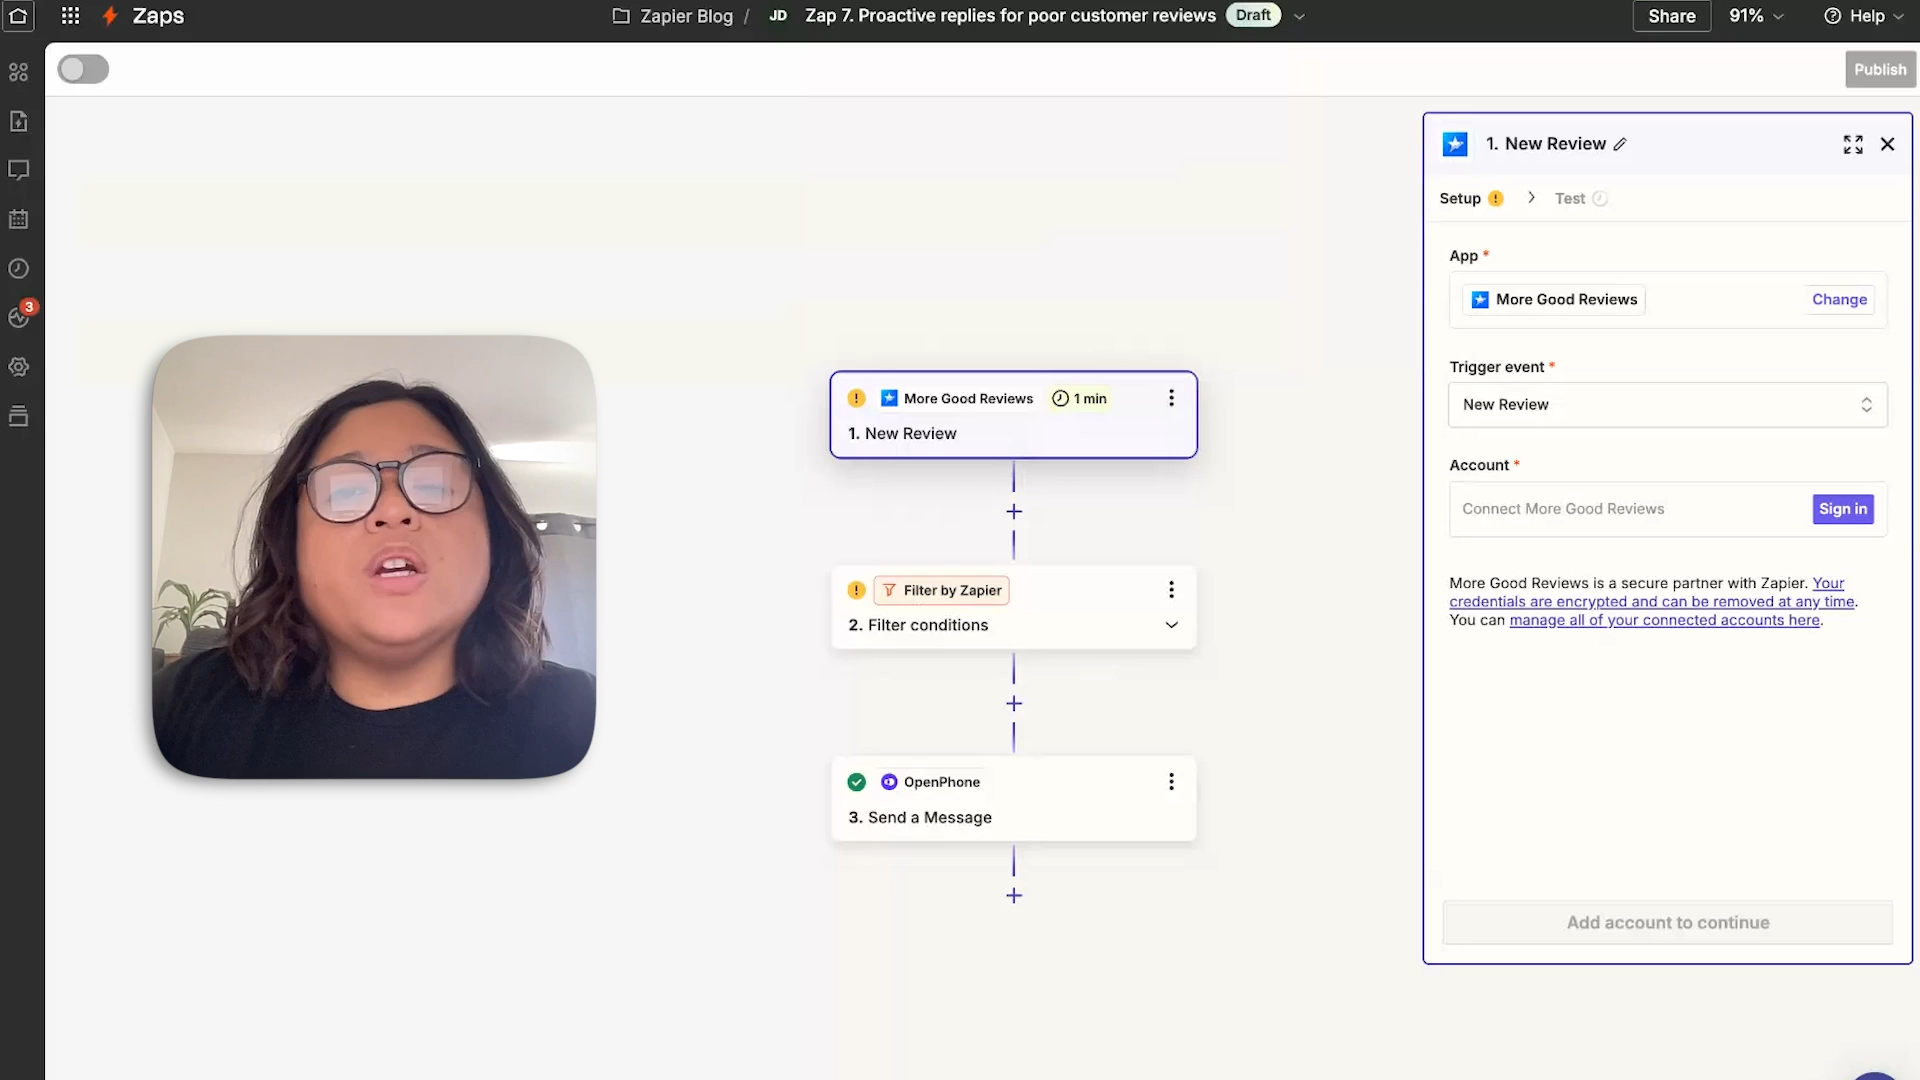 Zaps
Zapier Blog / JD Zap 7. Proactive replies for poor customer reviews Draft
Share 91% Help
Publish
3
1. New Review
Setup ! > Test
App *
More Good Reviews Change
Trigger event *
New Review
Account *
Connect More Good Reviews Sign in
More Good Reviews is a secure partner with Zapier. Your
credentials are encrypted and can be removed at any time.
You can manage all of your connected accounts here.
Add account to continue
! More Good Reviews 1 min
1. New Review
! Filter by Zapier
2. Filter conditions
OpenPhone
3. Send a Message